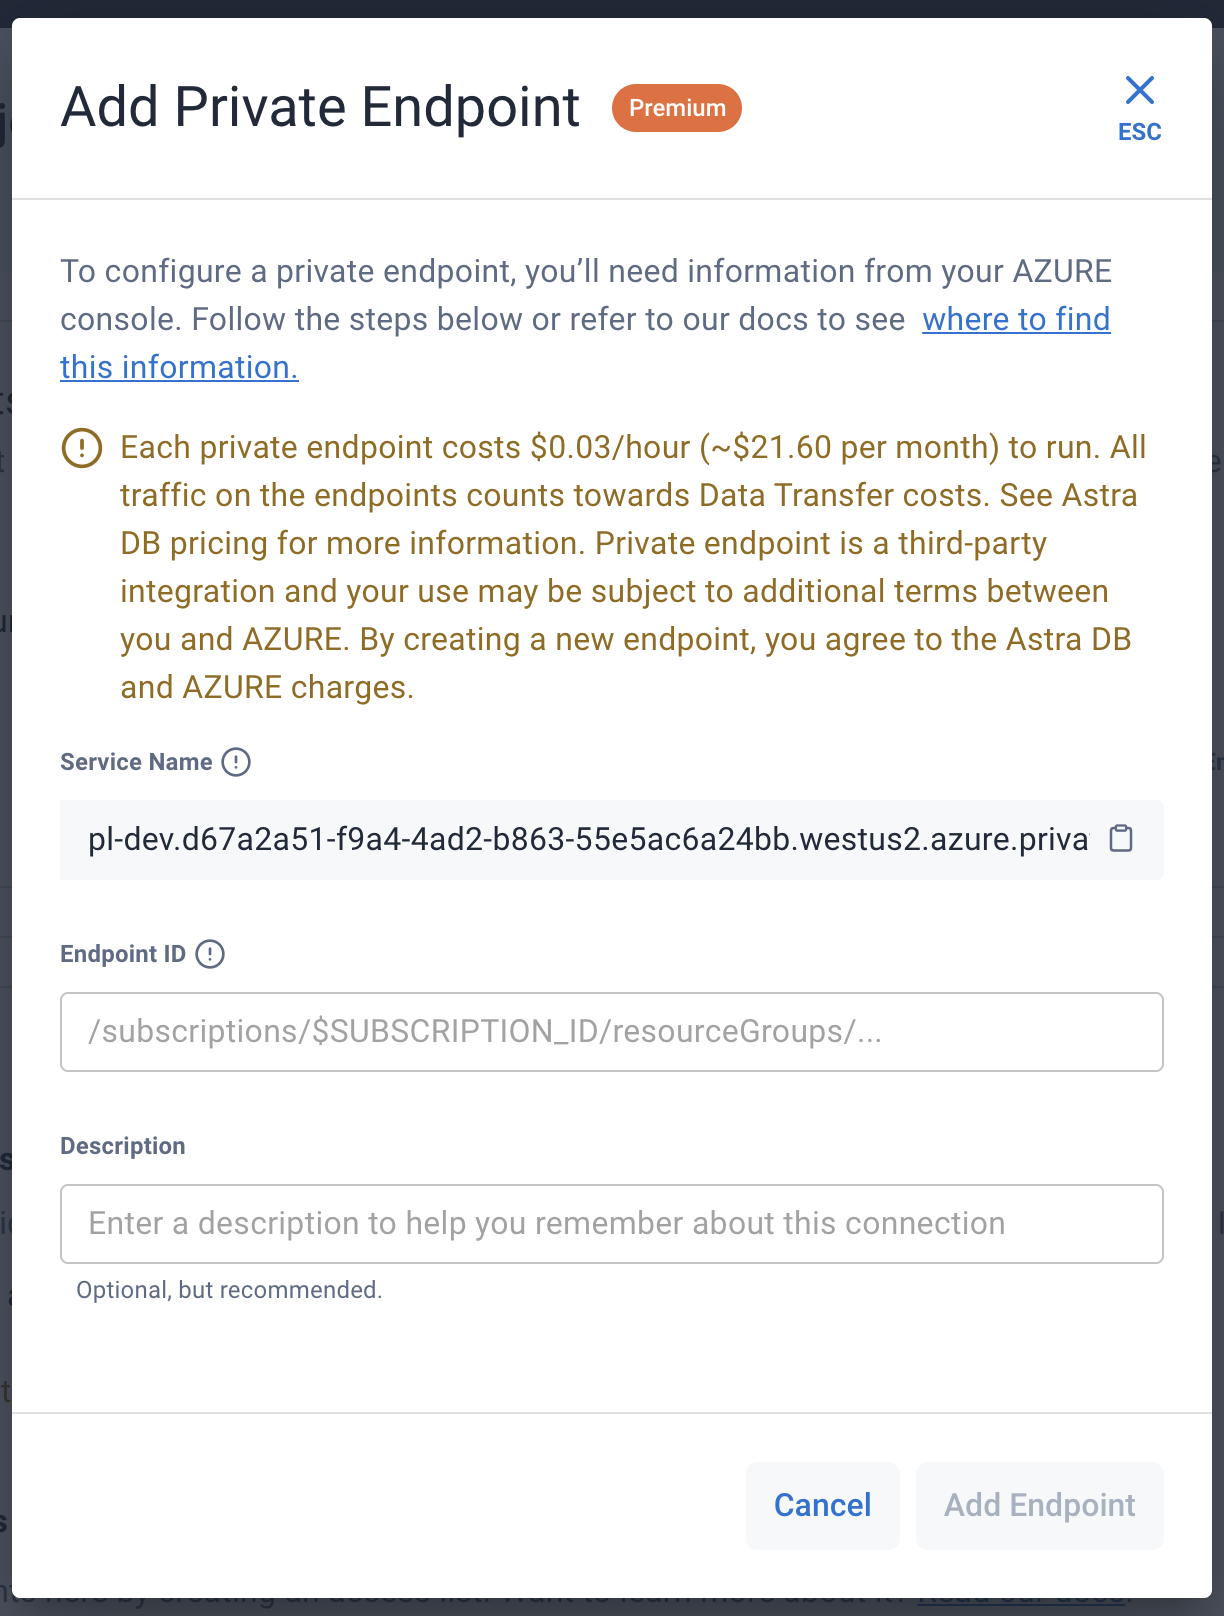 Add Private Endpoint Premium
ESC
To configure a private endpoint, you’ll need information from your AZURE
console. Follow the steps below or refer to our docs to see where to find
this information.
Each private endpoint costs $0.03/hour (~$21.60 per month) to run. All
traffic on the endpoints counts towards Data Transfer costs. See Astra
DB pricing for more information. Private endpoint is a third-party
integration and your use may be subject to additional terms between
you and AZURE. By creating a new endpoint, you agree to the Astra DB
and AZURE charges.
Service Name
pl-dev.d67a2a51-f9a4-4ad2-b863-55e5ac6a24bb.westus2.azure.priva
Endpoint ID
/subscriptions/$SUBSCRIPTION_ID/resourceGroups/...
Description
Enter a description to help you remember about this connection
Optional, but recommended.
Cancel Add Endpoint